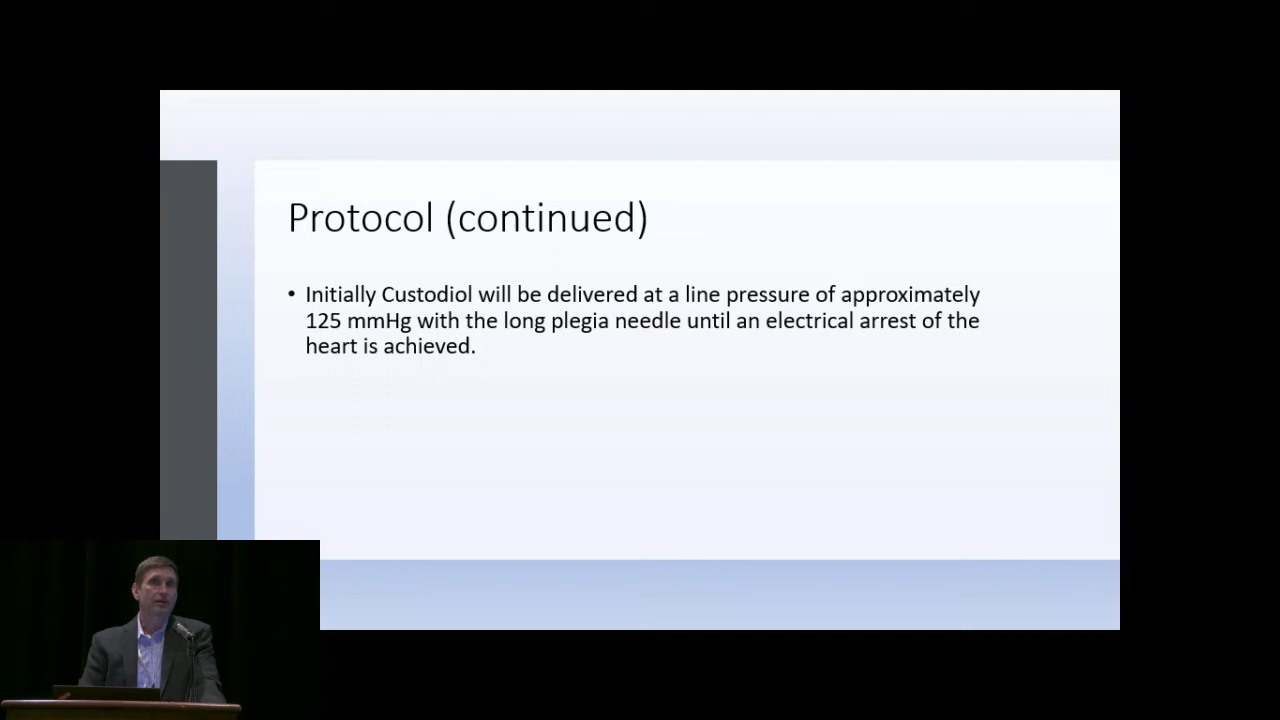 Protocol (continued)
• Initially Custodiol will be delivered at a line pressure of approximately
125 mmHg with the long plegia needle until an electrical arrest of the
heart is achieved.